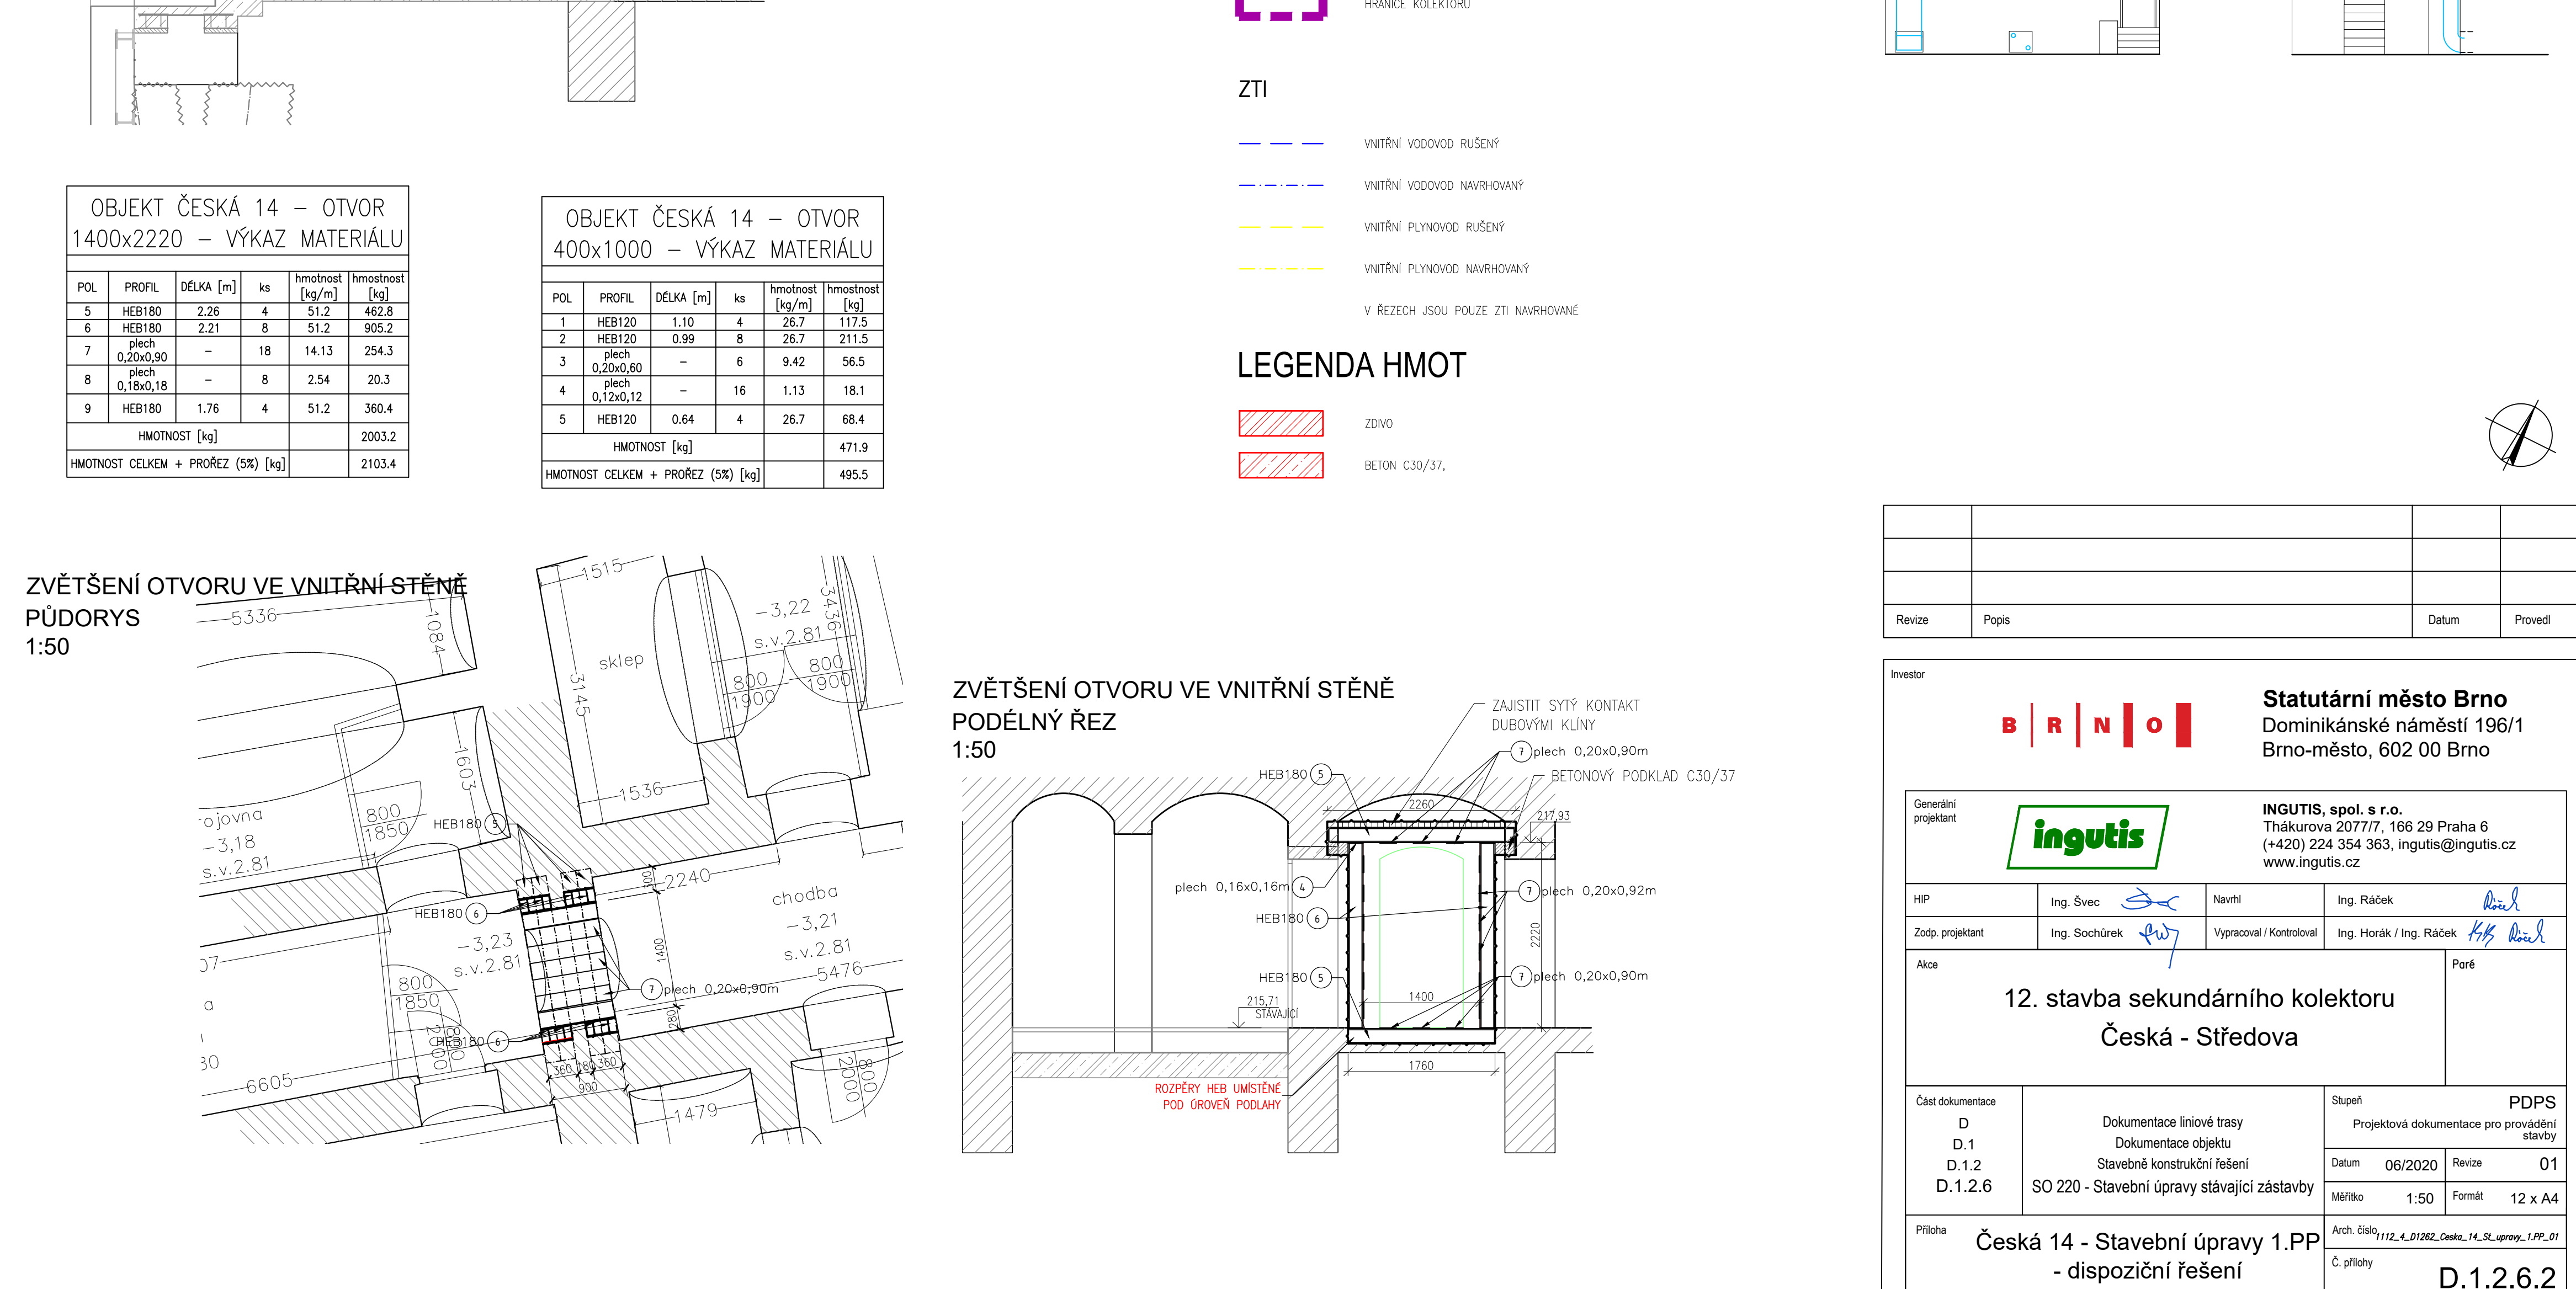 HRANICE KOLEKTORU
ZTI
VNITŘNÍ VODOVOD RUŠENÝ
VNITŘNÍ VODOVOD NAVRHOVANÝ
VNITŘNÍ PLYNOVOD RUŠENÝ
VNITŘNÍ PLYNOVOD NAVRHOVANÝ
V ŘEZECH JSOU POUZE ZTI NAVRHOVANÉ
LEGENDA HMOT
ZDIVO
BETON C30/37,
OBJEKT ČESKÁ 14 – OTVOR
1400x2220 – VÝKAZ MATERIÁLU
POL PROFIL DÉLKA [m] ks hmotnost [kg/m] hmostnost [kg]
5 HEB180 2.26 4 51.2 462.8
6 HEB180 2.21 8 51.2 905.2
7 plech 0,20x0,90 – 18 14.13 254.3
8 plech 0,18x0,18 – 8 2.54 20.3
9 HEB180 1.76 4 51.2 360.4
HMOTNOST [kg] 2003.2
HMOTNOST CELKEM + PROŘEZ (5%) [kg] 2103.4
OBJEKT ČESKÁ 14 – OTVOR
400x1000 – VÝKAZ MATERIÁLU
POL PROFIL DÉLKA [m] ks hmotnost [kg/m] hmostnost [kg]
1 HEB120 1.10 4 26.7 117.5
2 HEB120 0.99 8 26.7 211.5
3 plech 0,20x0,60 – 6 9.42 56.5
4 plech 0,12x0,12 – 16 1.13 18.1
5 HEB120 0.64 4 26.7 68.4
HMOTNOST [kg] 471.9
HMOTNOST CELKEM + PROŘEZ (5%) [kg] 495.5
ZVĚTŠENÍ OTVORU VE VNITŘNÍ STĚNĚ
PŮDORYS
1:50
5336
1084
1515
3145
sklep
1536
-3,22
s.v.2.81
3436
800
1900
800
1900
1603
800
1850
rojovna
-3,18
s.v.2.81
HEB180 5
HEB180 6
300
2240
chodba
-3,21
s.v.2.81
5476
1400
-3,23
s.v.2.81
07
800
1850
7 plech 0,20x0,90m
280
a
800
2000
HEB180 6
30
6605
360 180 360
900
1479
800
2000
ZVĚTŠENÍ OTVORU VE VNITŘNÍ STĚNĚ
PODÉLNÝ ŘEZ
1:50
ZAJISTIT SYTÝ KONTAKT
DUBOVÝMI KLÍNY
7 plech 0,20x0,90m
HEB180 5
BETONOVÝ PODKLAD C30/37
2260
217,93
plech 0,16x0,16m 4
7 plech 0,20x0,92m
HEB180 6
2220
HEB180 5
7 plech 0,20x0,90m
1400
215,71
STÁVAJÍCÍ
1760
ROZPĚRY HEB UMÍSTĚNÉ
POD ÚROVEŇ PODLAHY
Revize Popis Datum Provedl
Investor
BRNO
Statutární město Brno
Dominikánské náměstí 196/1
Brno-město, 602 00 Brno
Generální
projektant
ingutis
INGUTIS, spol. s r.o.
Thákurova 2077/7, 166 29 Praha 6
(+420) 224 354 363, ingutis@ingutis.cz
www.ingutis.cz
HIP Ing. Švec Navrhl Ing. Ráček
Zodp. projektant Ing. Sochůrek Vypracoval / Kontroloval Ing. Horák / Ing. Ráček
Akce
12. stavba sekundárního kolektoru
Česká - Středova
Paré
Část dokumentace
D Dokumentace liniové trasy
D.1 Dokumentace objektu
D.1.2 Stavebně konstrukční řešení
D.1.2.6 SO 220 - Stavební úpravy stávající zástavby
Stupeň PDPS
Projektová dokumentace pro provádění
stavby
Datum 06/2020 Revize 01
Měřítko 1:50 Formát 12 x A4
Příloha
Česká 14 - Stavební úpravy 1.PP
- dispoziční řešení
Arch. číslo 1112_4_D1262_Ceska_14_St_upravy_1.PP_01
Č. přílohy
D.1.2.6.2